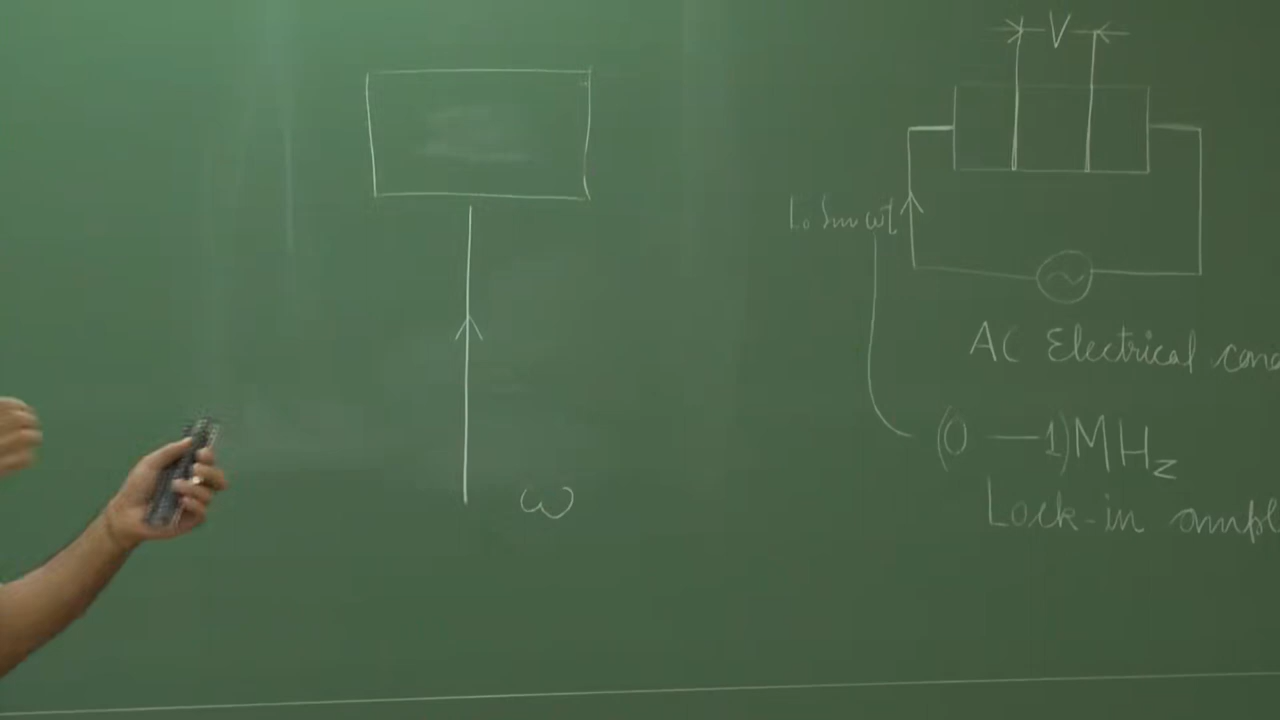 V
I₀ Sin ωt
AC Electrical cond
(0 — 1)MHz
ω
Lock-in ampl